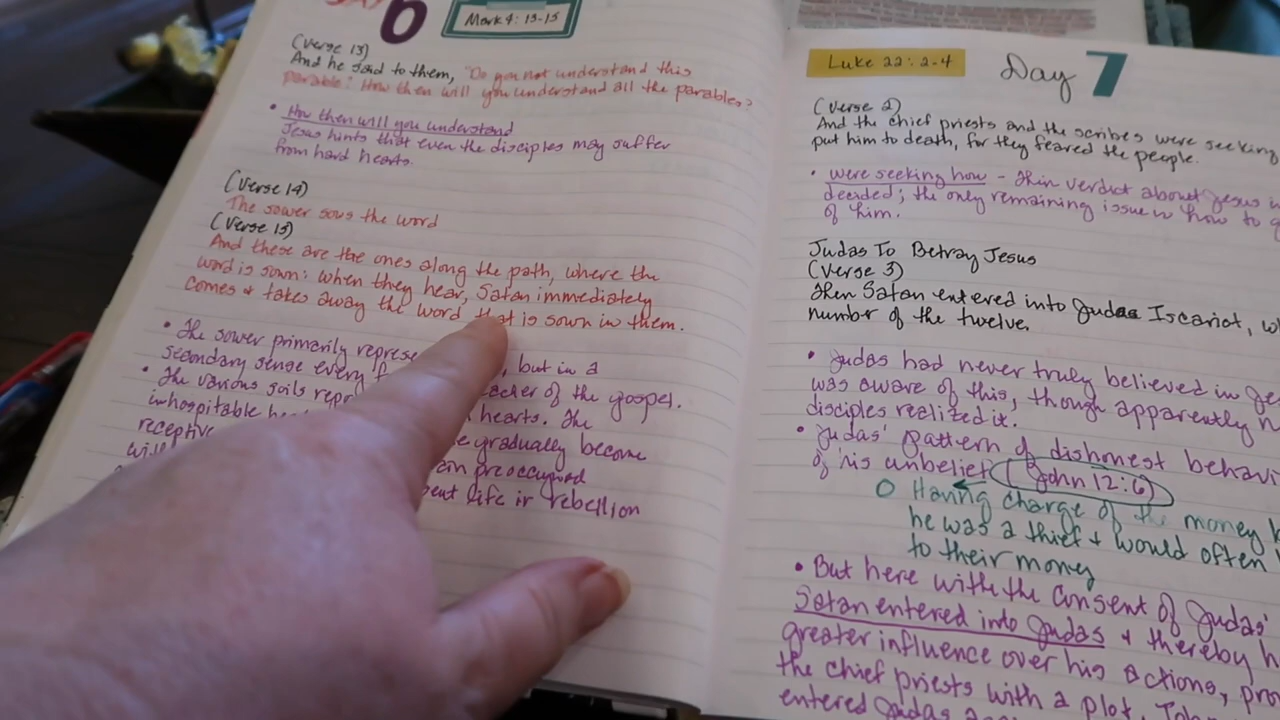 DAY 6
Mark 4: 13-15
(Verse 13)
And he said to them, "Do you not understand this
parable? How then will you understand all the parables?
• How then will you understand
Jesus hints that even the disciples may suffer
from hard hearts.
(Verse 14)
The sower sows the word
(Verse 15)
And these are the ones along the path, where the
word is sown: when they hear, Satan immediately
comes + takes away the word that is sown in them.
• The sower primarily , but in a
secondary sense every of the gospel.
• The various soils hearts. The
inhospitable gradually become
preoccupied
life in rebellion
Luke 22: 2-4
Day 7
(Verse 2)
And the chief priests and the scribes were seeking
put him to death, for they feared the people.
• were seeking how - Their verdict about Jesus
decided; the only remaining issue is how to
of him.
Judas To Betray Jesus
(Verse 3)
Then Satan entered into Judas Iscariot,
number of the twelve.
• Judas had never truly believed in
was aware of this, though apparently
disciples realized it.
• Judas' pattern of dishonest
of his unbelief (John 12:6)
o Having charge of the money
he was a thief + would often
to their money
• But here with the consent of Judas'
Satan entered into Judas + thereby
greater influence over his actions,
the chief priests with a plot.
entered Judas